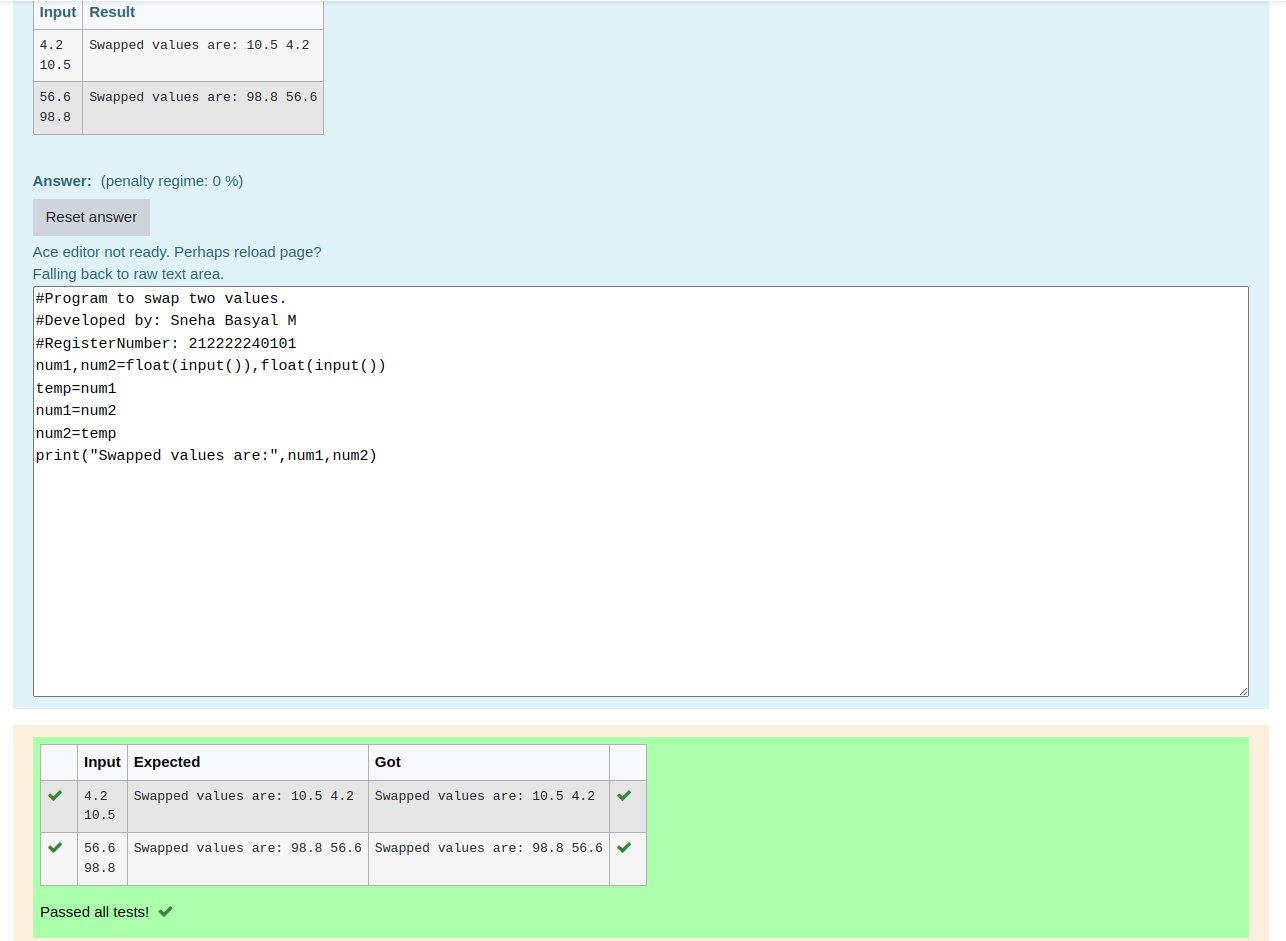 Input Result
4.2 Swapped values are: 10.5 4.2
10.5
56.6 Swapped values are: 98.8 56.6
98.8
Answer: (penalty regime: 0 %)
Reset answer
Ace editor not ready. Perhaps reload page?
Falling back to raw text area.
#Program to swap two values.
#Developed by: Sneha Basyal M
#RegisterNumber: 212222240101
num1,num2=float(input()),float(input())
temp=num1
num1=num2
num2=temp
print("Swapped values are:",num1,num2)
Input Expected Got
4.2 Swapped values are: 10.5 4.2 Swapped values are: 10.5 4.2
10.5
56.6 Swapped values are: 98.8 56.6 Swapped values are: 98.8 56.6
98.8
Passed all tests!